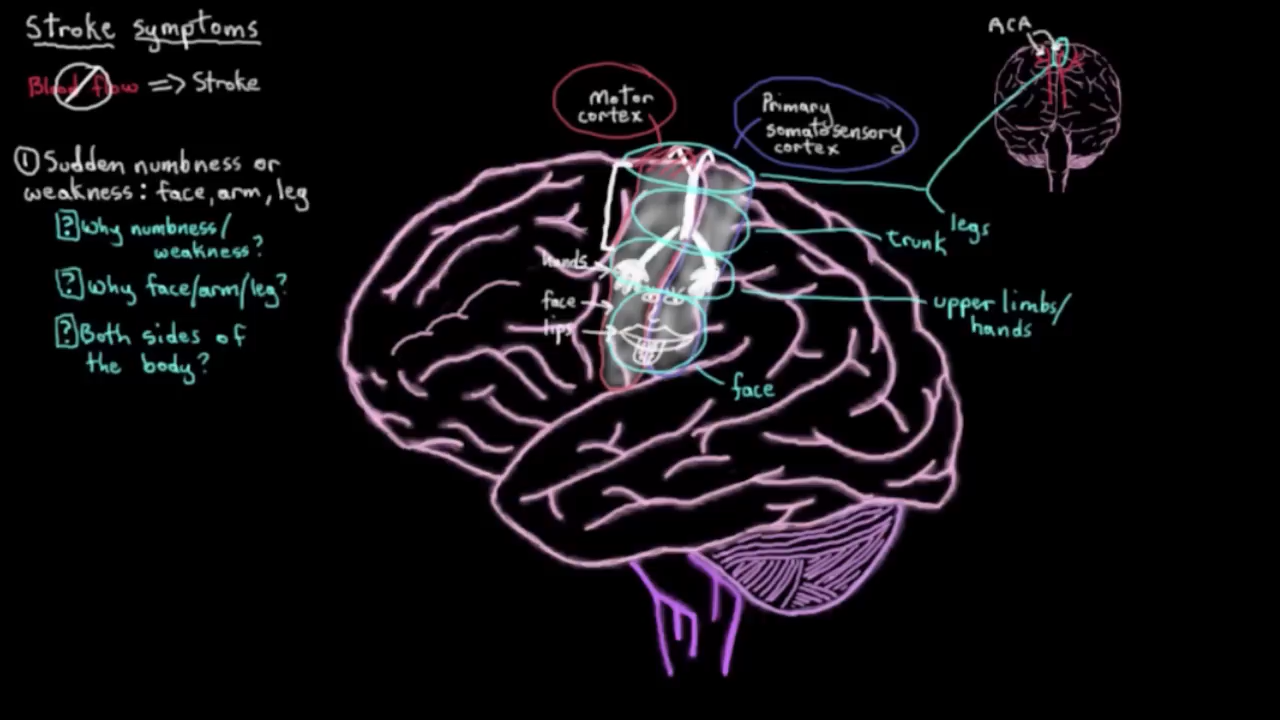 Stroke symptoms
Blood flow => Stroke
① Sudden numbness or
weakness: face, arm, leg
? Why numbness/
weakness?
? Why face/arm/leg?
? Both sides of
the body?
Motor
cortex
Primary
somatosensory
cortex
ACA
legs
trunk
hands
face
lips
upper limbs/
hands
face